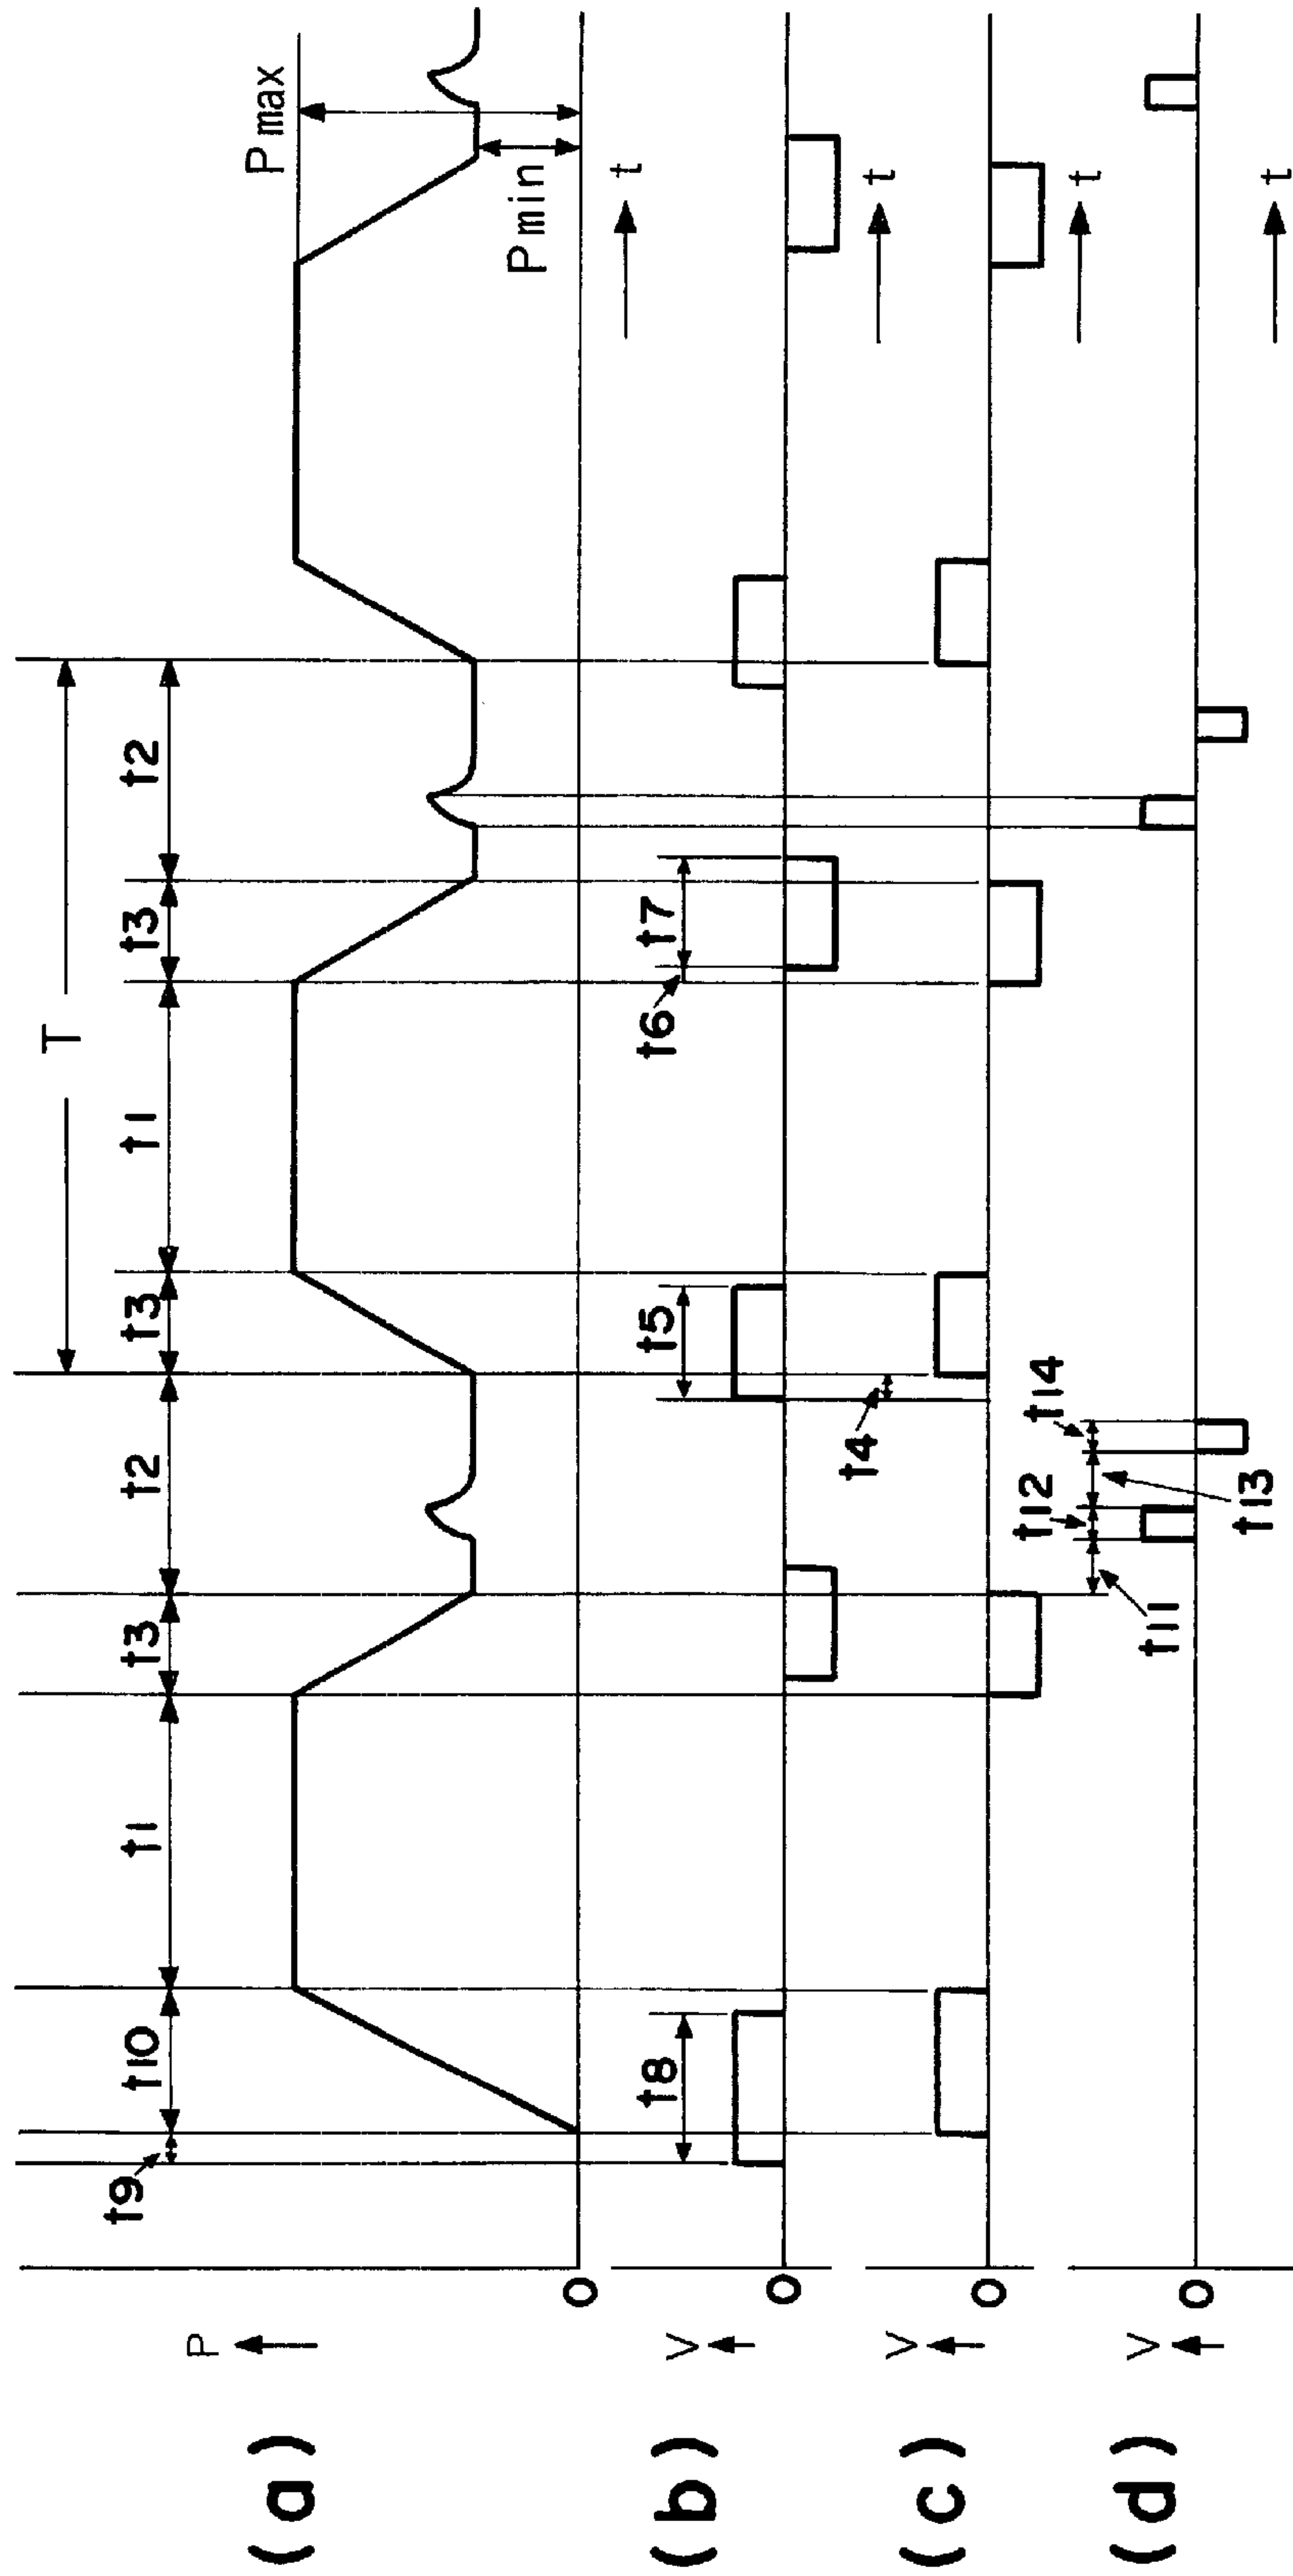 T
t9 t10 t1 t3 t2 t3 t1 t3 t2
(a) P 0 Pmax Pmin t
(b) V 0 t8 t5 t6 t7 t
(c) V 0 t4 t
(d) V 0 t11 t12 t13 t14 t